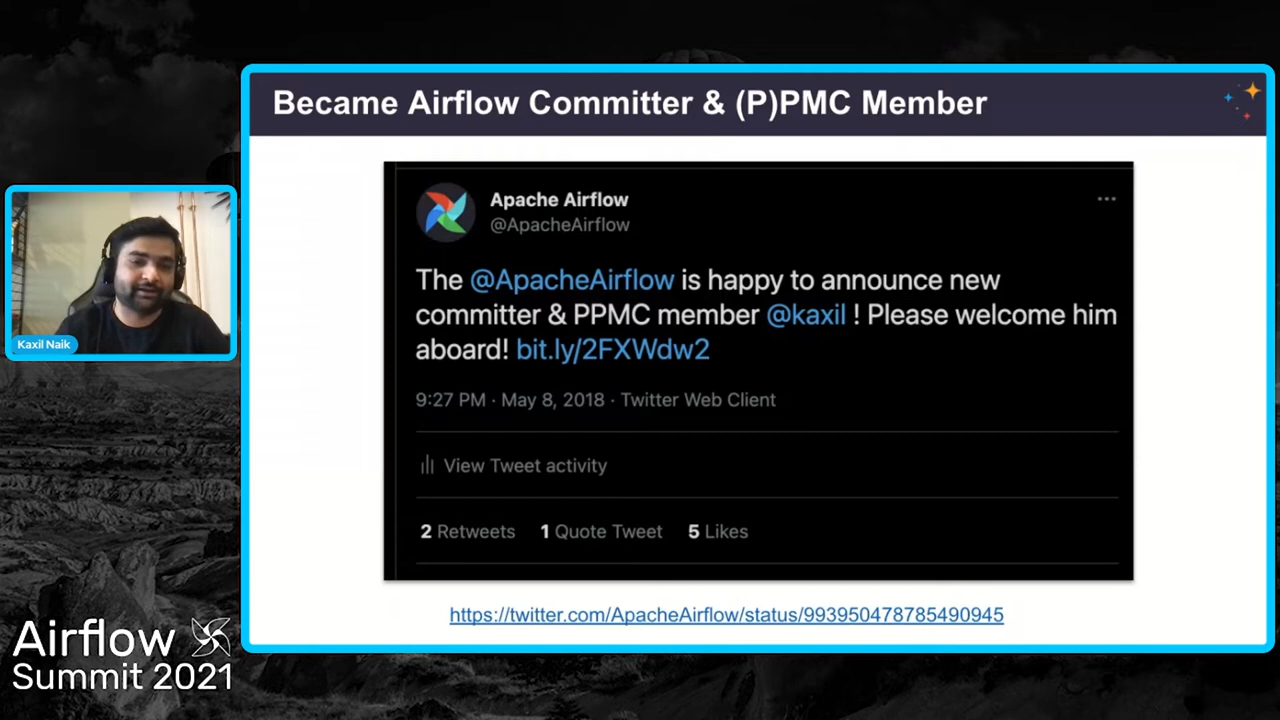 Became Airflow Committer & (P)PMC Member
Apache Airflow
@ApacheAirflow
The @ApacheAirflow is happy to announce new
committer & PPMC member @kaxil ! Please welcome him
aboard! bit.ly/2FXWdw2
9:27 PM · May 8, 2018 · Twitter Web Client
View Tweet activity
2 Retweets 1 Quote Tweet 5 Likes
https://twitter.com/ApacheAirflow/status/993950478785490945
Kaxil Naik
Airflow
Summit 2021